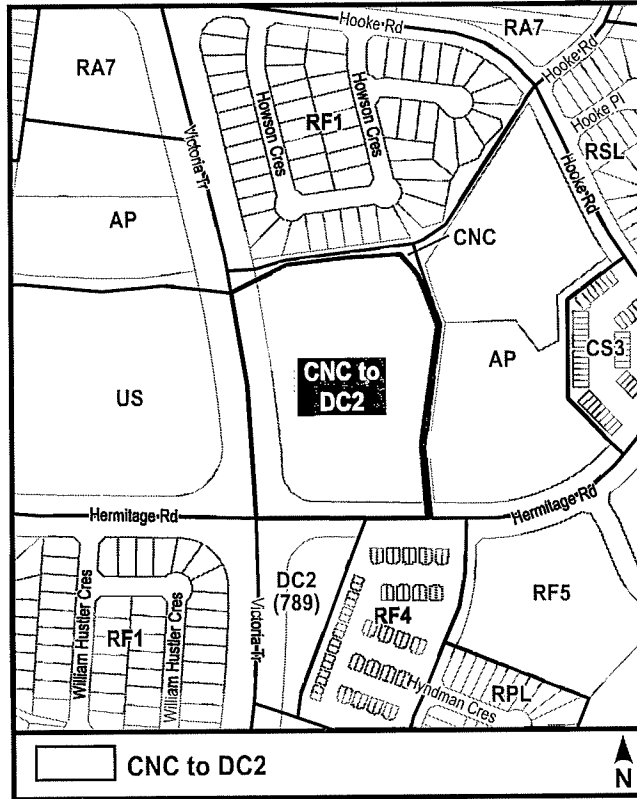 Hooke Rd
RA7
Hooke Rd
RA7
Howson Cres
RF1
Howson Cres
Hooke Pl
RSL
Victoria Tr
Hooke Rd
AP
CNC
CS3
AP
CNC to
DC2
US
Hermitage Rd
Hermitage Rd
DC2
(789)
William Hustler Cres
RF1
William Hustler Cres
Victoria Tr
RF4
RF5
Hyndman Cres
RPL
CNC to DC2
N